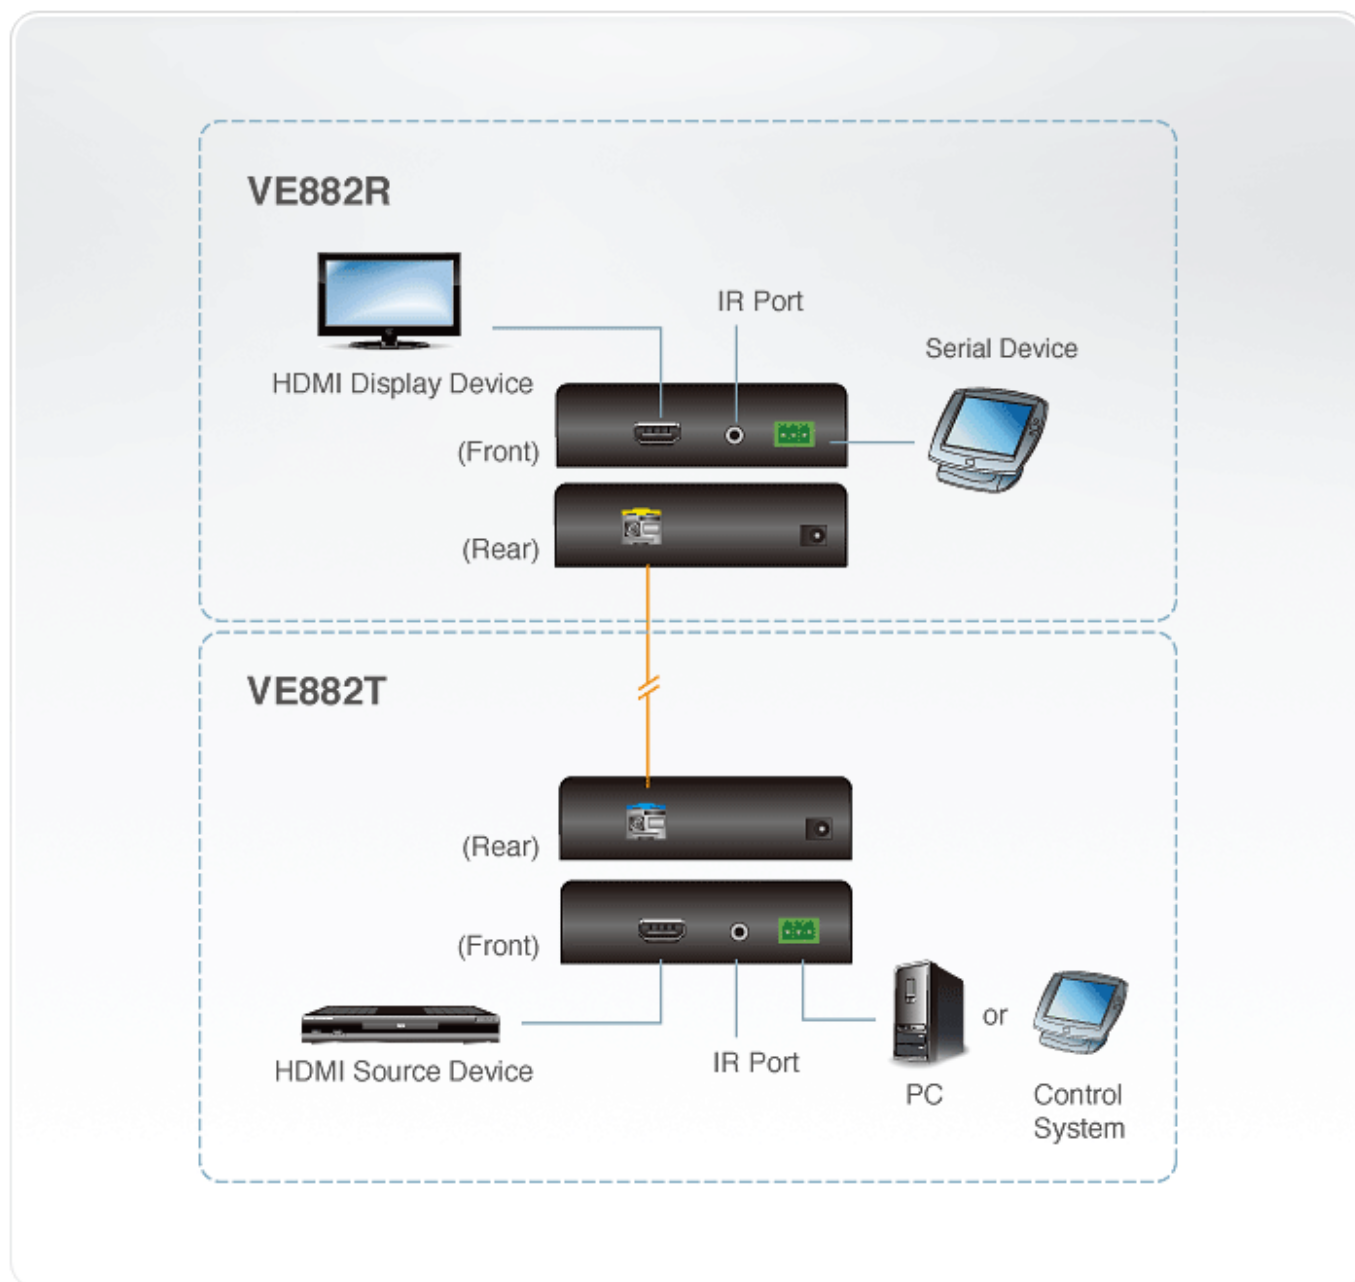 VE882R
IR Port
Serial Device
HDMI Display Device
(Front)
(Rear)
VE882T
(Rear)
(Front)
or
HDMI Source Device
IR Port
PC
Control
System